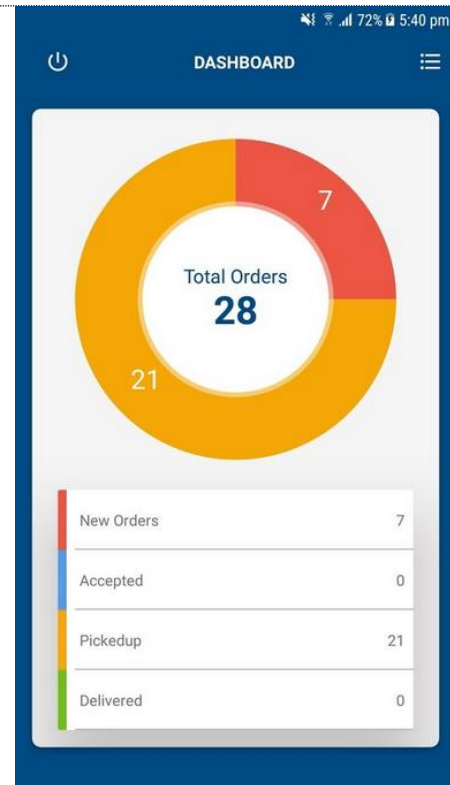 72% 5:40 pm
DASHBOARD
7
Total Orders
28
21
New Orders 7
Accepted 0
Pickedup 21
Delivered 0